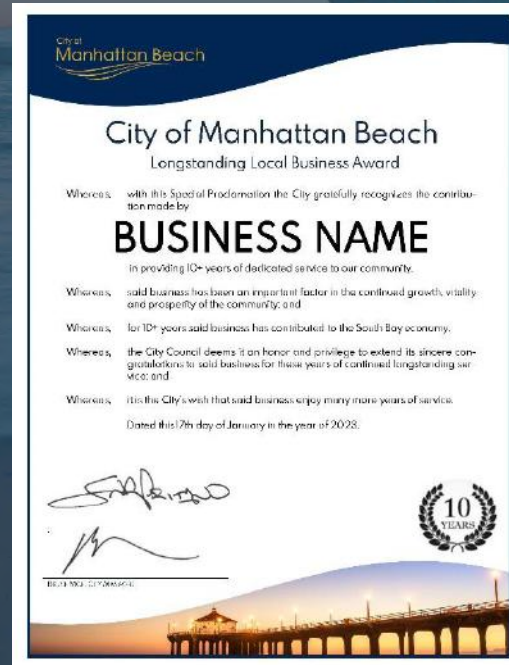 City of
Manhattan Beach
City of Manhattan Beach
Longstanding Local Business Award
Whereas, with this Special Proclamation the City gratefully recognizes the contribu-
tion made by
BUSINESS NAME
in providing 10+ years of dedicated service to our community.
Whereas, said business has been an important factor in the continued growth, vitality
and prosperity of the community; and
Whereas, for 10+ years said business has contributed to the South Bay economy.
Whereas, the City Council deems it an honor and privilege to extend its sincere con-
gratulations to said business for these years of continued longstanding ser-
vice; and
Whereas, it is the City's wish that said business enjoy many more years of service.
Dated this 17th day of January in the year of 2023.
10
YEARS